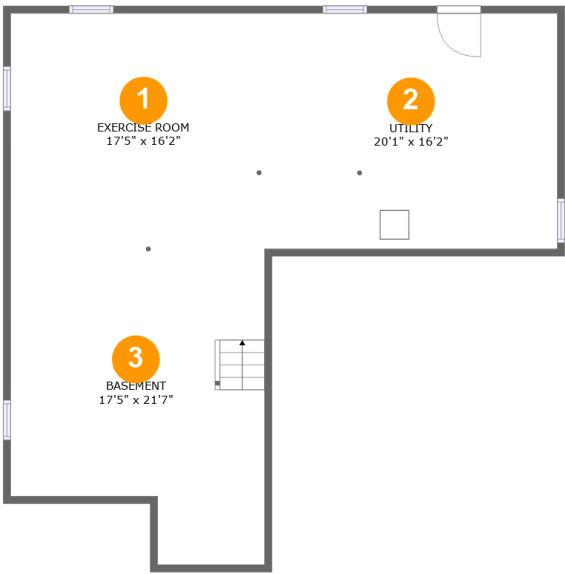 1
EXERCISE ROOM
17'5" x 16'2"
2
UTILITY
20'1" x 16'2"
3
BASEMENT
17'5" x 21'7"